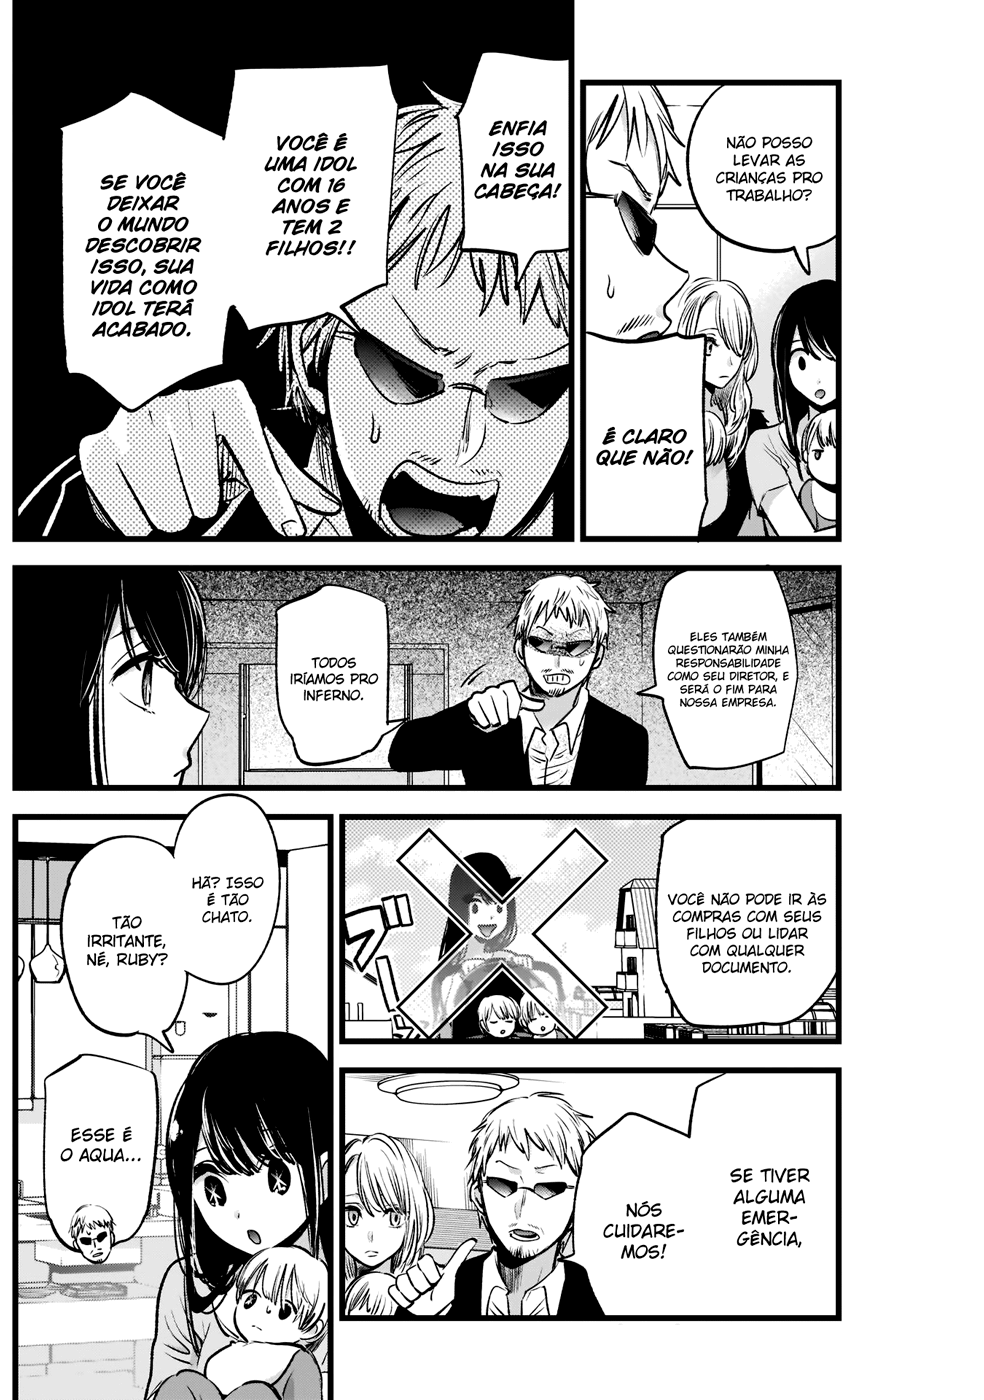 NÃO POSSO
LEVAR AS
CRIANÇAS PRO
TRABALHO?
É CLARO
QUE NÃO!
ENFIA
ISSO
NA SUA
CABEÇA!
VOCÊ É
UMA IDOL
COM 16
ANOS E
TEM 2
FILHOS!!
SE VOCÊ
DEIXAR
O MUNDO
DESCOBRIR
ISSO, SUA
VIDA COMO
IDOL TERÁ
ACABADO.
ELES TAMBÉM
QUESTIONARÃO MINHA
RESPONSABILIDADE
COMO SEU DIRETOR, E
SERÁ O FIM PARA
NOSSA EMPRESA.
TODOS
IRÍAMOS PRO
INFERNO.
VOCÊ NÃO PODE IR ÀS
COMPRAS COM SEUS
FILHOS OU LIDAR
COM QUALQUER
DOCUMENTO.
ブブー
SE TIVER
ALGUMA
EMER-
GÊNCIA,
NÓS
CUIDARE-
MOS!
HÃ? ISSO
É TÃO
CHATO.
TÃO
IRRITANTE,
NÉ, RUBY?
ESSE É
O AQUA...